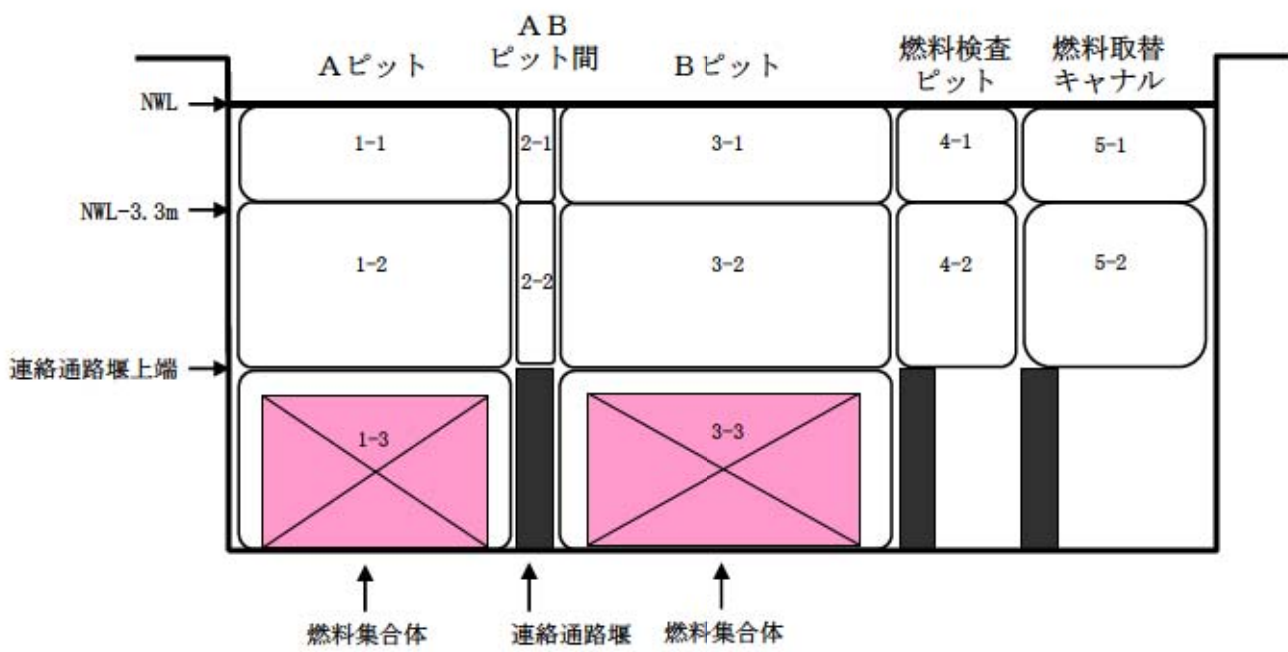 Aピット
AB
ピット間
Bピット
燃料検査
ピット
燃料取替
キャナル
NWL
1-1
2-1
3-1
4-1
5-1
NWL-3.3m
1-2
2-2
3-2
4-2
5-2
連絡通路堰上端
1-3
3-3
燃料集合体
連絡通路堰
燃料集合体